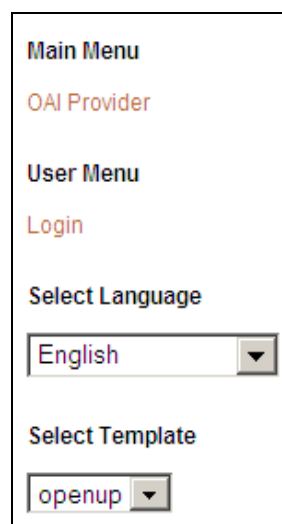 Main Menu
OAI Provider
User Menu
Login
Select Language
English
Select Template
openup